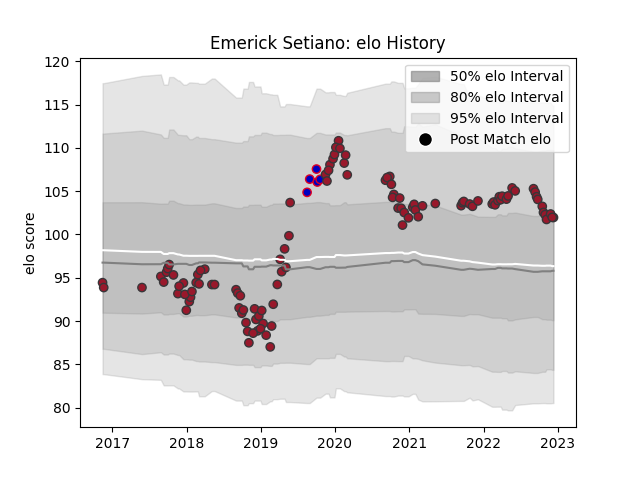 Emerick Setiano: elo History
120
115
110
105
100
95
90
85
80
elo score
50% elo Interval
80% elo Interval
95% elo Interval
Post Match elo
2017 2018 2019 2020 2021 2022 2023